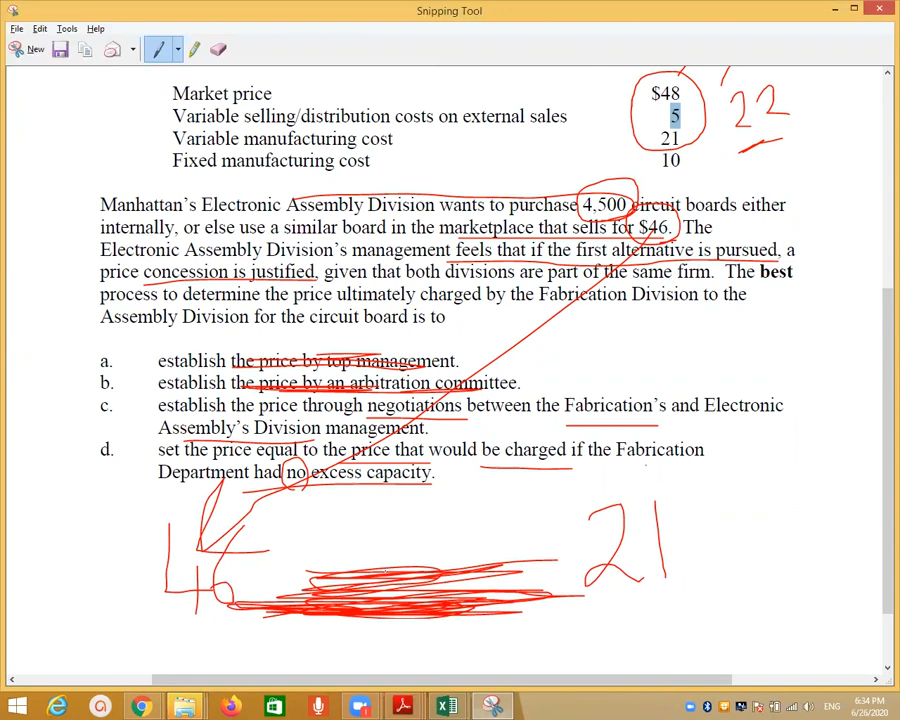 Snipping Tool
File Edit Tools Help
New
Market price $48
Variable selling/distribution costs on external sales 5
Variable manufacturing cost 21
Fixed manufacturing cost 10
22
Manhattan's Electronic Assembly Division wants to purchase 4,500 circuit boards either
internally, or else use a similar board in the marketplace that sells for $46. The
Electronic Assembly Division's management feels that if the first alternative is pursued, a
price concession is justified, given that both divisions are part of the same firm. The best
process to determine the price ultimately charged by the Fabrication Division to the
Assembly Division for the circuit board is to
a. establish the price by top management.
b. establish the price by an arbitration committee.
c. establish the price through negotiations between the Fabrication's and Electronic
Assembly's Division management.
d. set the price equal to the price that would be charged if the Fabrication
Department had no excess capacity.
46 21
ENG 6:34 PM
6/26/2020